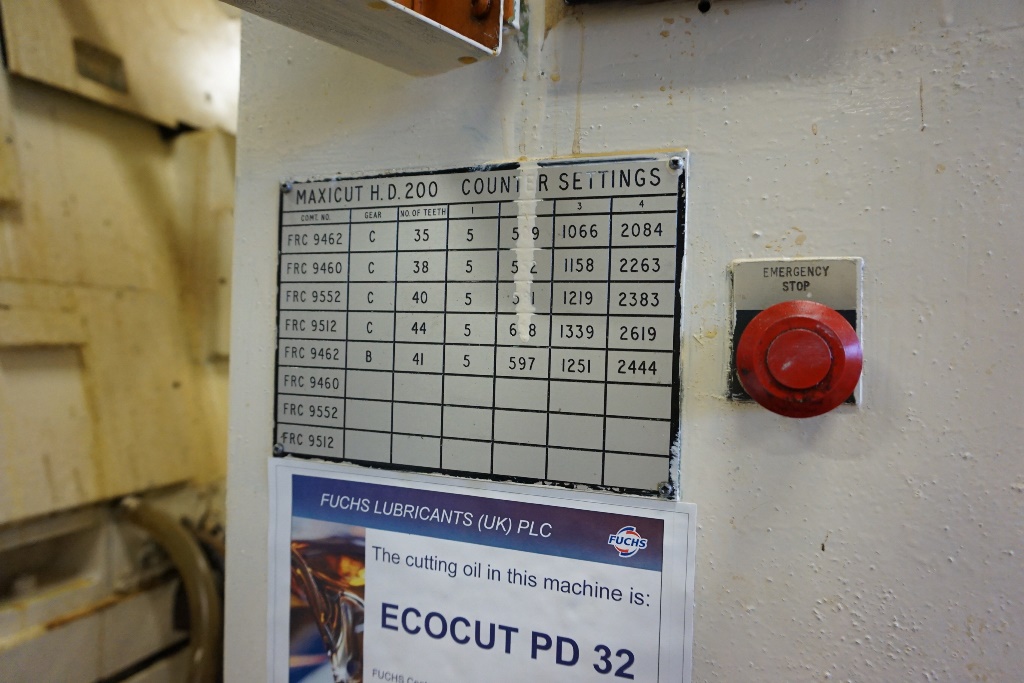 MAXICUT H.D. 200 COUNTER SETTINGS
COMT. NO. GEAR NO. OF TEETH 1 3 4
FRC 9462 C 35 5 1066 2084
FRC 9460 C 38 5 1158 2263
FRC 9552 C 40 5 1219 2383
FRC 9512 C 44 5 1339 2619
FRC 9462 B 41 5 597 1251 2444
FRC 9460
FRC 9552
FRC 9512
EMERGENCY
STOP
FUCHS LUBRICANTS (UK) PLC
FUCHS
The cutting oil in this machine is:
ECOCUT PD 32
FUCHS